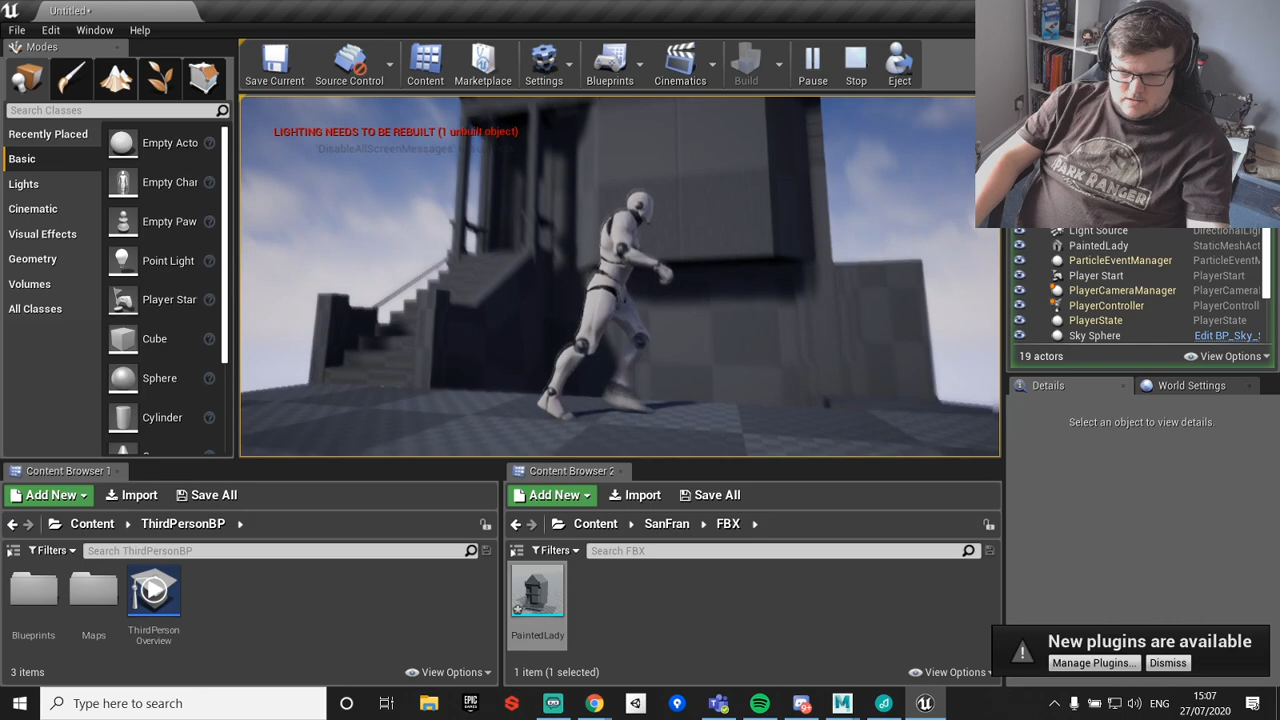 Untitled*
File Edit Window Help
Modes
Save Current Source Control Content Marketplace Settings Blueprints Cinematics Build Pause Stop Eject
Search Classes
Recently Placed
Basic
Lights
Cinematic
Visual Effects
Geometry
Volumes
All Classes
Empty Acto
Empty Char
Empty Paw
Point Light
Player Star
Cube
Sphere
Cylinder
LIGHTING NEEDS TO BE REBUILT (1 unbuilt object)
'DisableAllScreenMessages'
PARK RANGER
Light Source DirectionalLig
PaintedLady StaticMeshAct
ParticleEventManager ParticleEventM
Player Start PlayerStart
PlayerCameraManager PlayerCamera
PlayerController PlayerControll
PlayerState PlayerState
Sky Sphere Edit BP_Sky_S
19 actors View Options
Details World Settings
Select an object to view details.
Content Browser 1
Add New Import Save All
Content ThirdPersonBP
Filters Search ThirdPersonBP
Blueprints Maps ThirdPerson
Overview
3 items View Options
Content Browser 2
Add New Import Save All
Content SanFran FBX
Filters Search FBX
PaintedLady
1 item (1 selected) View Options
New plugins are available
Manage Plugins... Dismiss
Type here to search
EPIC
GAMES
ENG
15:07
27/07/2020